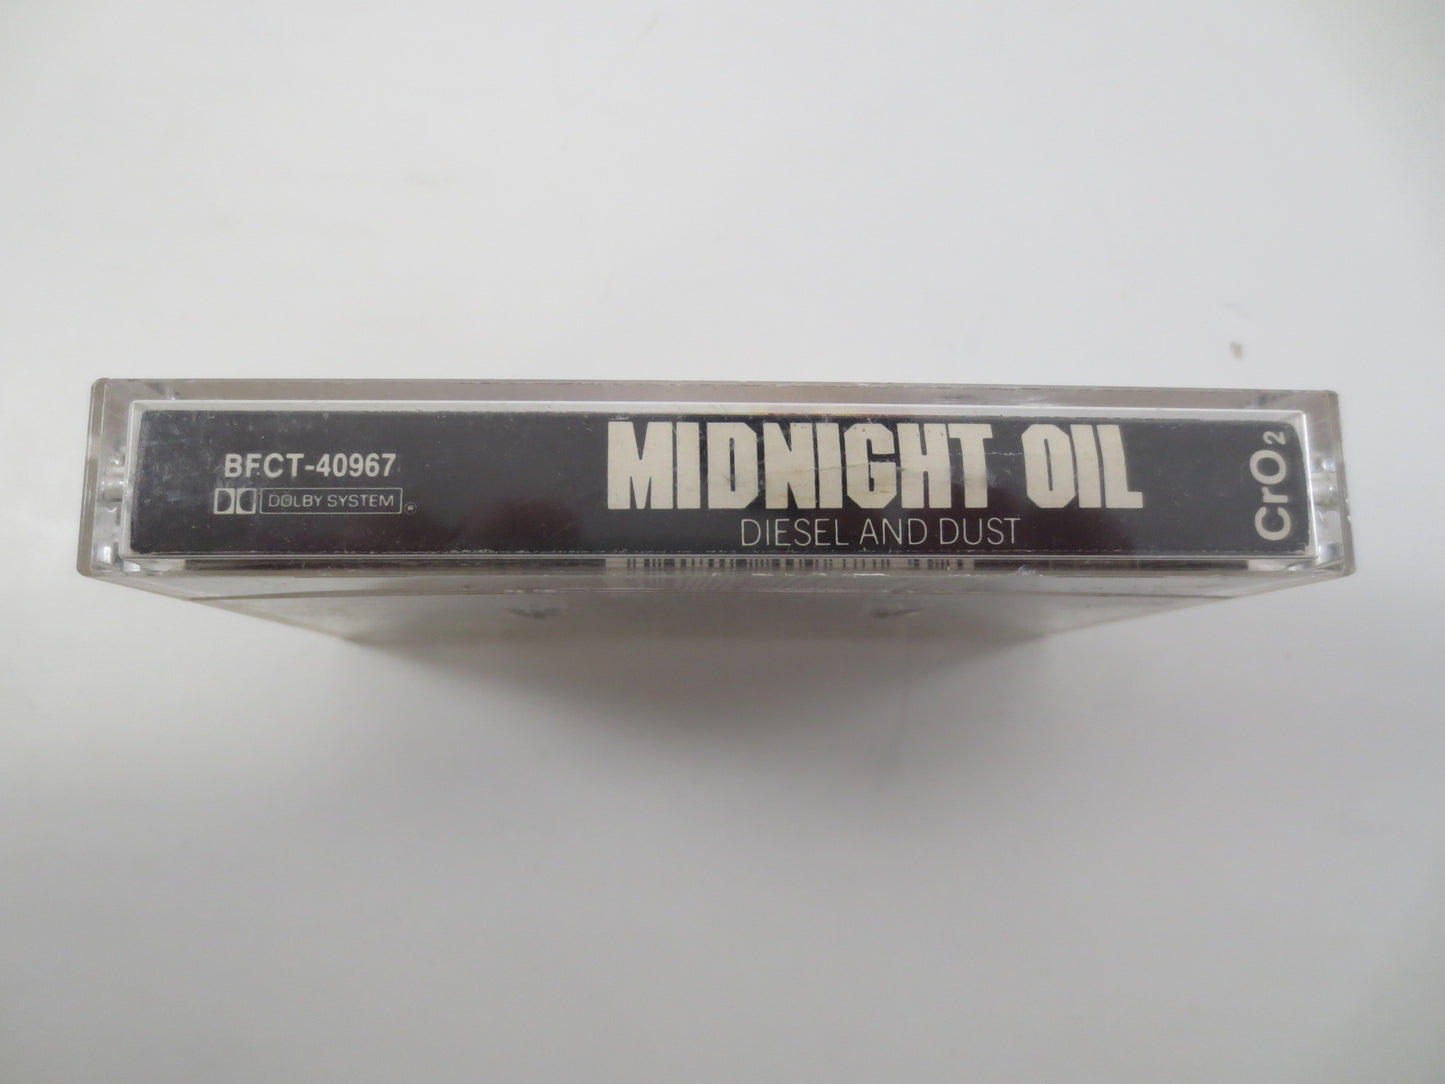 BFCT-40967
DOLBY SYSTEM ®
MIDNIGHT OIL
DIESEL AND DUST
CrO₂